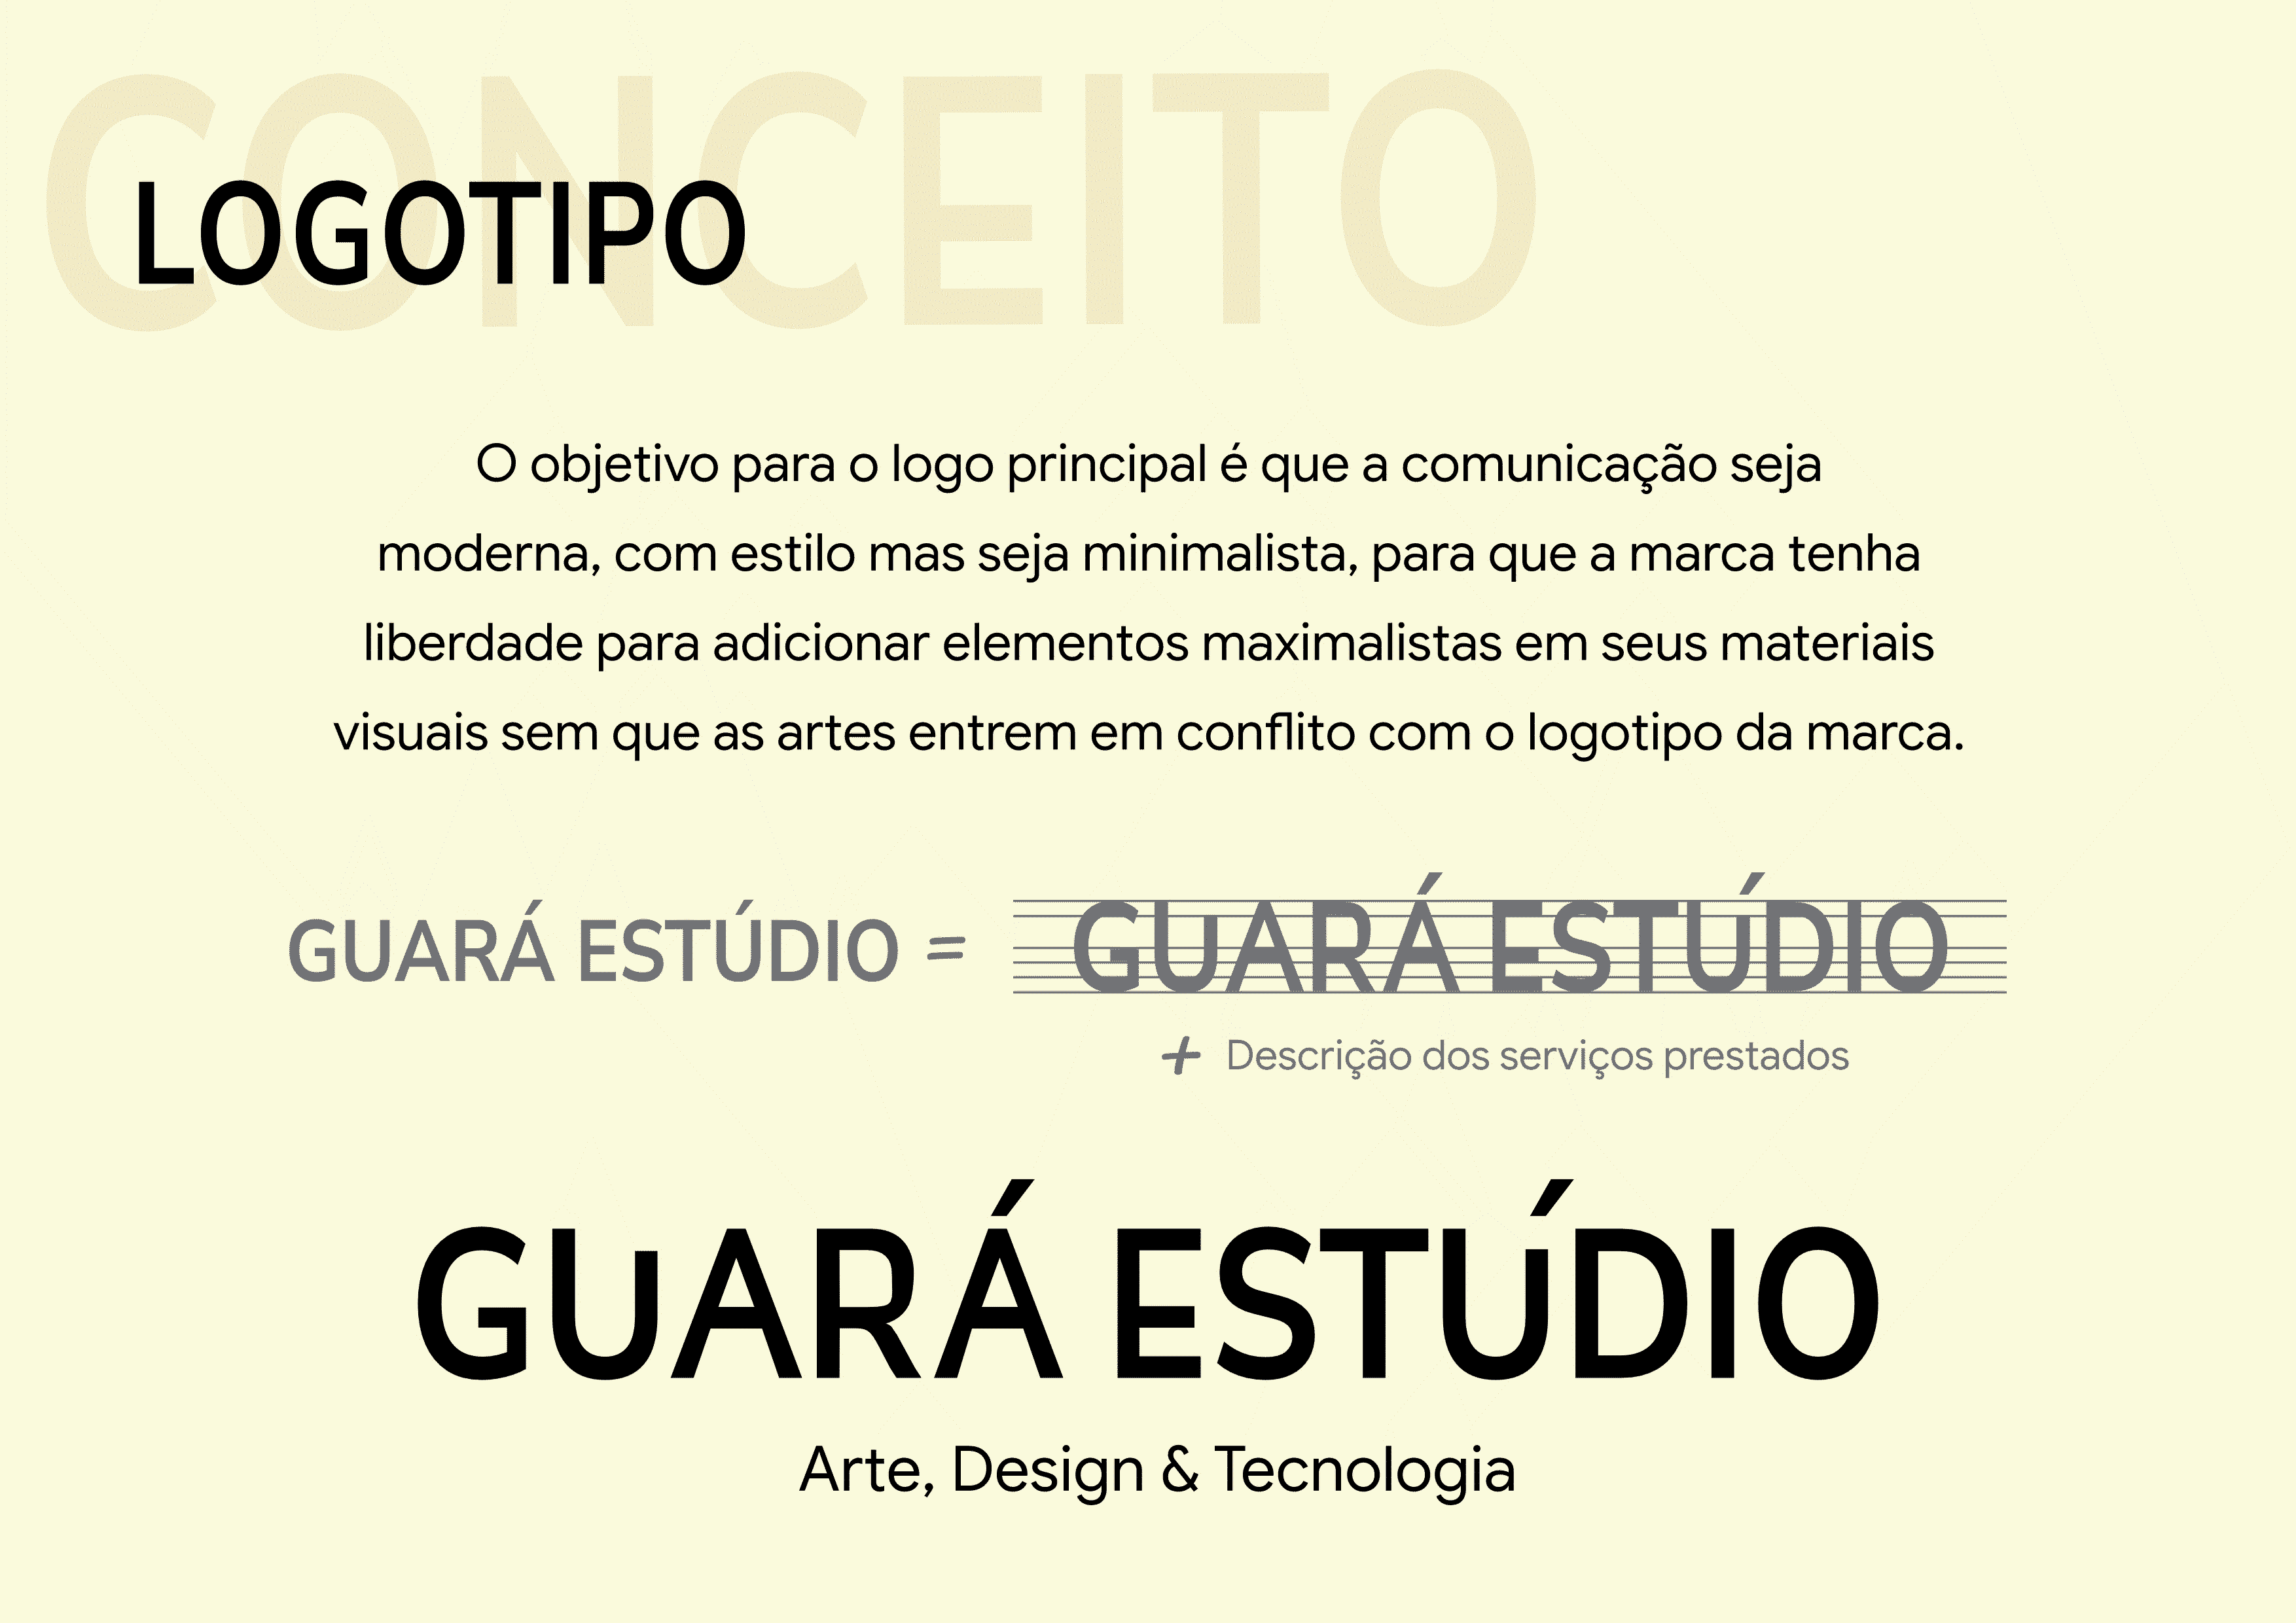 CONCEITO
LOGOTIPO
O objetivo para o logo principal é que a comunicação seja
moderna, com estilo mas seja minimalista, para que a marca tenha
liberdade para adicionar elementos maximalistas em seus materiais
visuais sem que as artes entrem em conflito com o logotipo da marca.
GUARÁ ESTÚDIO = GUARÁ ESTÚDIO
+ Descrição dos serviços prestados
GUARÁ ESTÚDIO
Arte, Design & Tecnologia